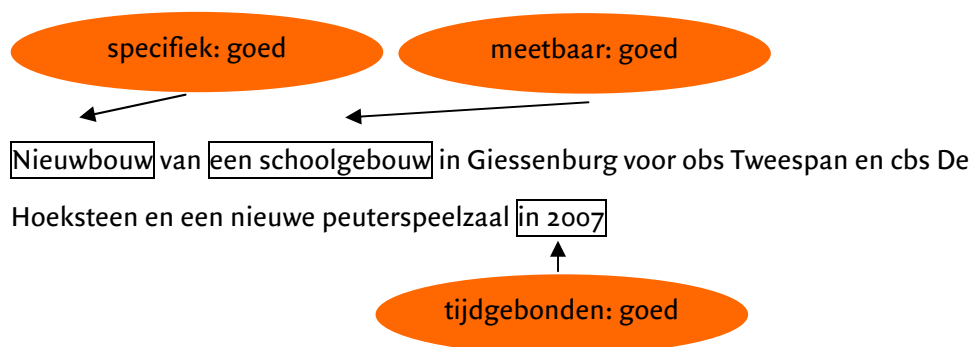 specifiek: goed
meetbaar: goed
Nieuwbouw van een schoolgebouw in Giessenburg voor obs Tweespan en cbs De
Hoeksteen en een nieuwe peuterspeelzaal in 2007
tijdgebonden: goed